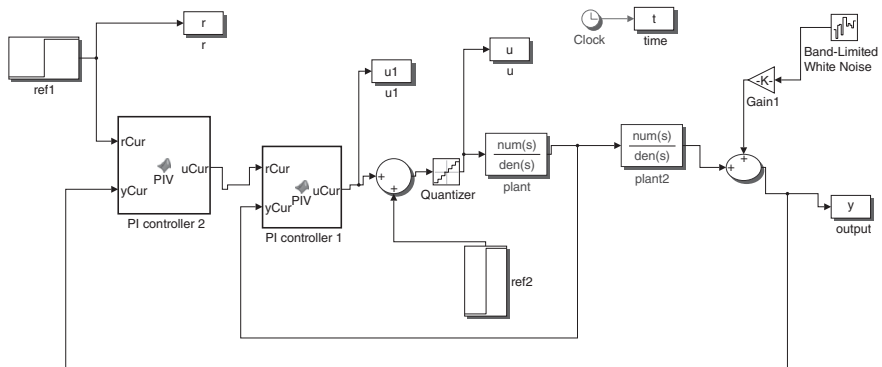 r
r
ref1
rCur
yCur
uCur
PIV
PI controller 2
rCur
yCur
uCur
PIV
PI controller 1
u1
u1
+
+
Quantizer
u
u
num(s)
den(s)
plant
ref2
Clock
t
time
num(s)
den(s)
plant2
Band-Limited
White Noise
-K-
Gain1
+
+
y
output